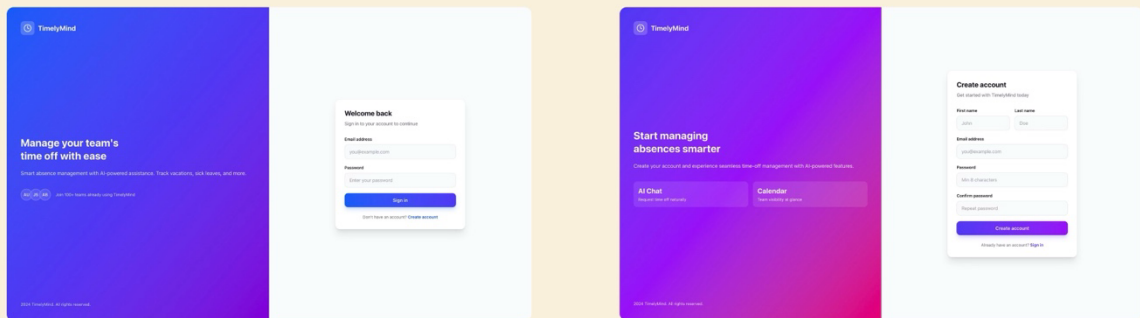 TimelyMind
Manage your team's
time off with ease
Smart absence management with AI-powered assistance. Track vacations, sick leaves, and more.
Join 100+ teams already using TimelyMind
2024 TimelyMind. All rights reserved.
Welcome back
Sign in to your account to continue
Email address
you@example.com
Password
Enter your password
Sign in
Don't have an account? Create account
TimelyMind
Start managing
absences smarter
Create your account and experience seamless time-off management with AI-powered features.
AI Chat
Request time off naturally
Calendar
Team visibility at glance
2024 TimelyMind. All rights reserved.
Create account
Get started with TimelyMind today
First name
Last name
John
Doe
Email address
you@example.com
Password
Min 8 characters
Confirm password
Repeat password
Create account
Already have an account? Sign in